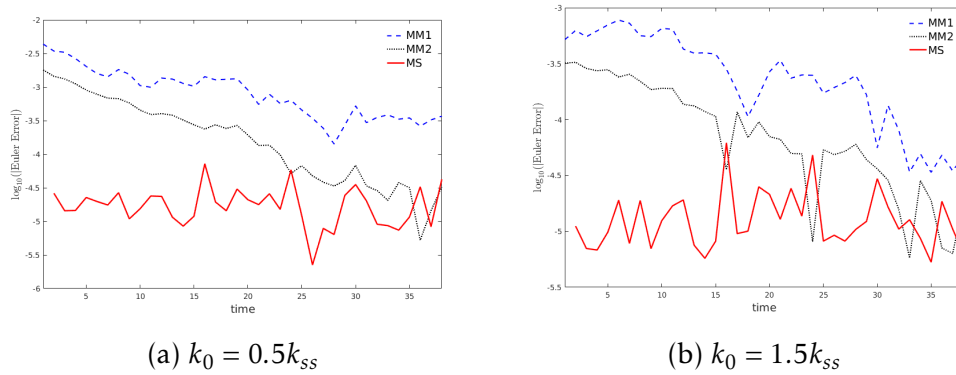 -2
-2.5
-3
-3.5
-4
-4.5
-5
-5.5
-6
log₁₀(|Euler Error|)
5 10 15 20 25 30 35
time
MM1
MM2
MS
(a) k₀ = 0.5kₛₛ
-3
-3.5
-4
-4.5
-5
-5.5
log₁₀(|Euler Error|)
5 10 15 20 25 30 35
time
MM1
MM2
MS
(b) k₀ = 1.5kₛₛ